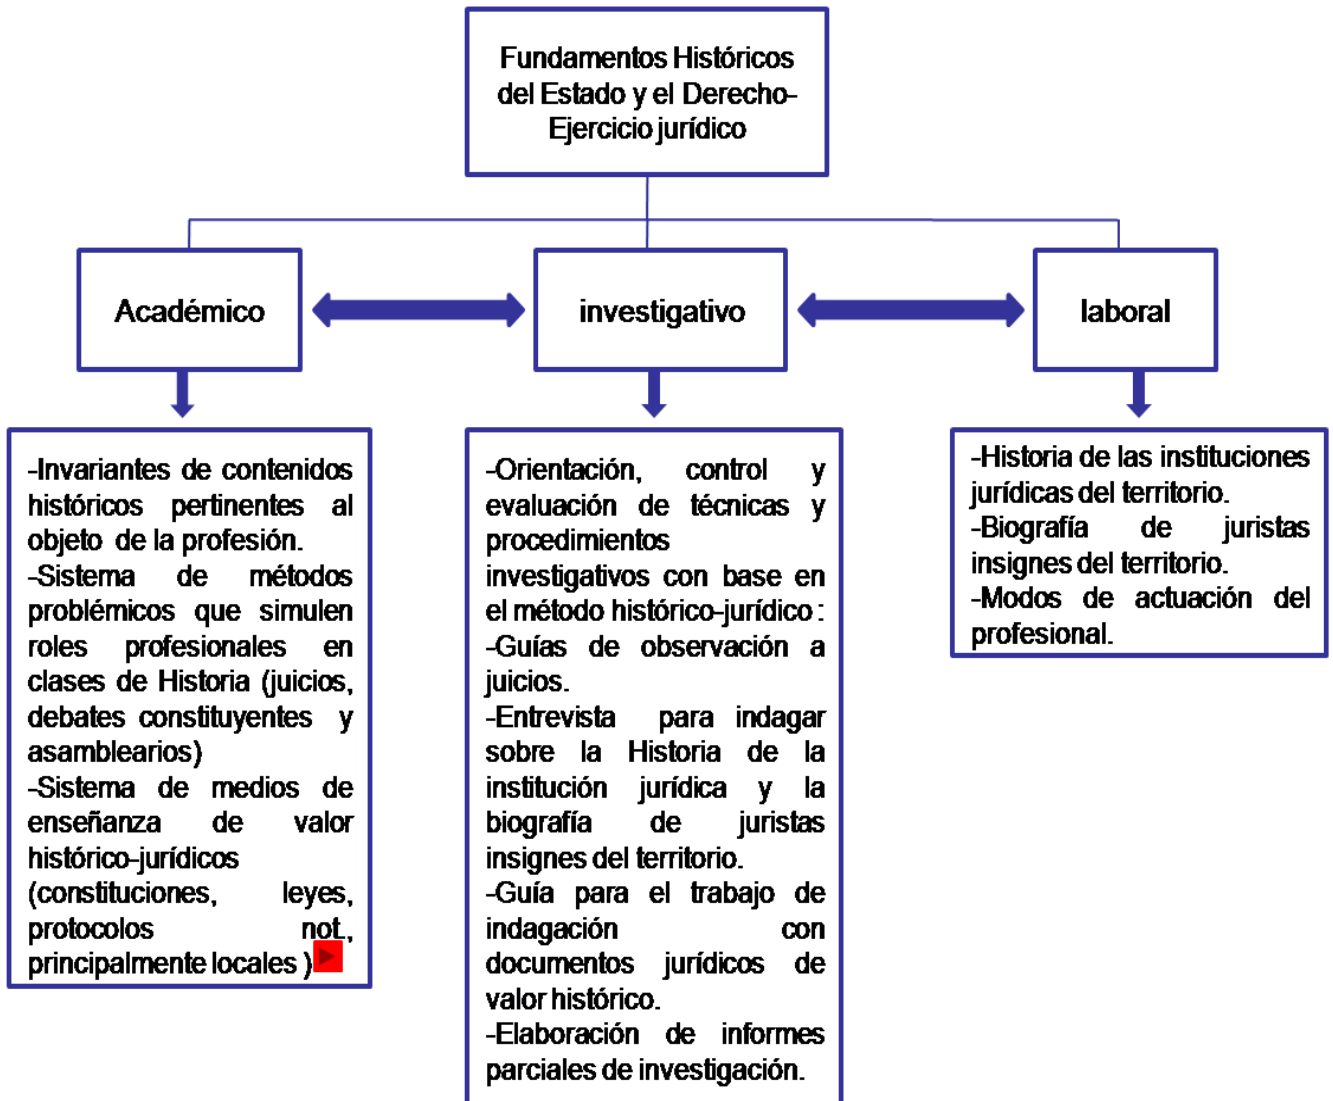 Fundamentos Históricos
del Estado y el Derecho-
Ejercicio jurídico
Académico
investigativo
laboral
-Invariantes de contenidos
históricos pertinentes al
objeto de la profesión.
-Sistema de métodos
problémicos que simulen
roles profesionales en
clases de Historia (juicios,
debates constituyentes y
asamblearios)
-Sistema de medios de
enseñanza de valor
histórico-jurídicos
(constituciones, leyes,
protocolos not.,
principalmente locales )
-Orientación, control y
evaluación de técnicas y
procedimientos
investigativos con base en
el método histórico-jurídico :
-Guías de observación a
juicios.
-Entrevista para indagar
sobre la Historia de la
institución jurídica y la
biografía de juristas
insignes del territorio.
-Guía para el trabajo de
indagación con
documentos jurídicos de
valor histórico.
-Elaboración de informes
parciales de investigación.
-Historia de las instituciones
jurídicas del territorio.
-Biografía de juristas
insignes del territorio.
-Modos de actuación del
profesional.